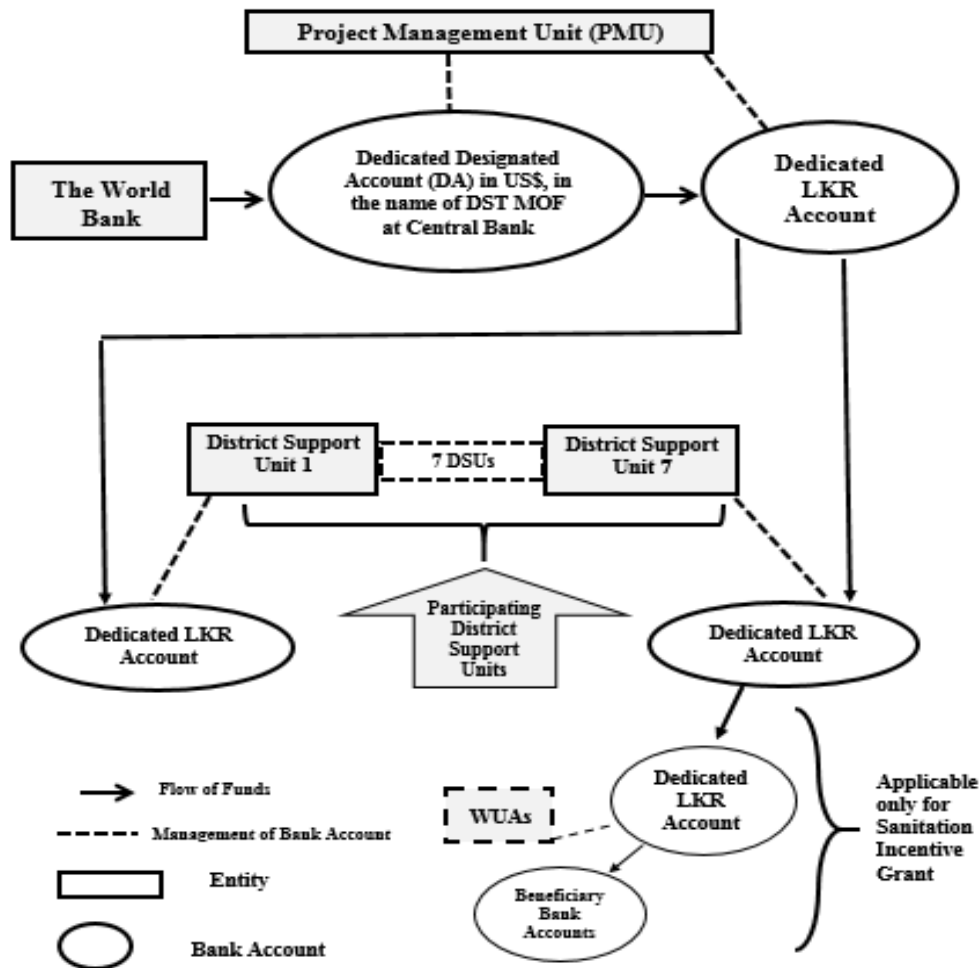 Project Management Unit (PMU)
The World
Bank
Dedicated Designated
Account (DA) in US$, in
the name of DST MOF
at Central Bank
Dedicated
LKR
Account
District Support
Unit 1
7 DSUs
District Support
Unit 7
Dedicated LKR
Account
Participating
District
Support
Units
Dedicated LKR
Account
Flow of Funds
Management of Bank Account
Entity
Bank Account
WUAs
Dedicated
LKR
Account
Beneficiary
Bank
Accounts
Applicable
only for
Sanitation
Incentive
Grant